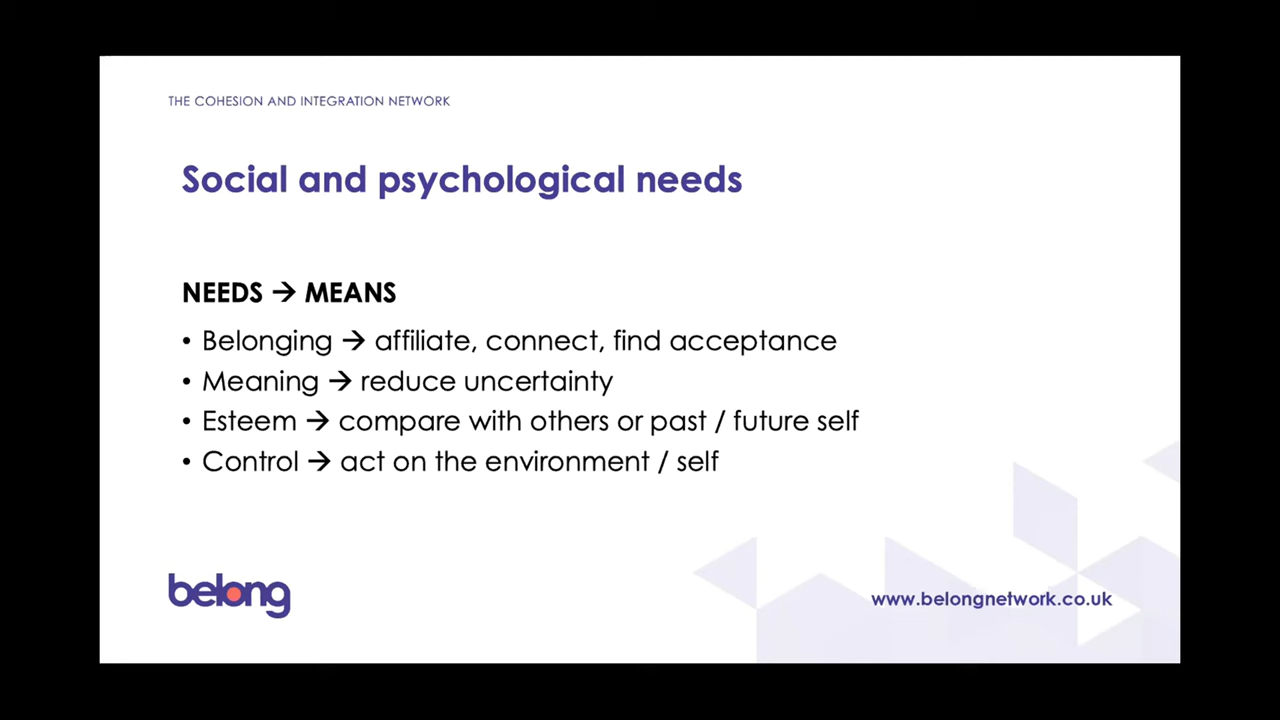 THE COHESION AND INTEGRATION NETWORK
Social and psychological needs
NEEDS → MEANS
• Belonging → affiliate, connect, find acceptance
• Meaning → reduce uncertainty
• Esteem → compare with others or past / future self
• Control → act on the environment / self
belong
www.belongnetwork.co.uk